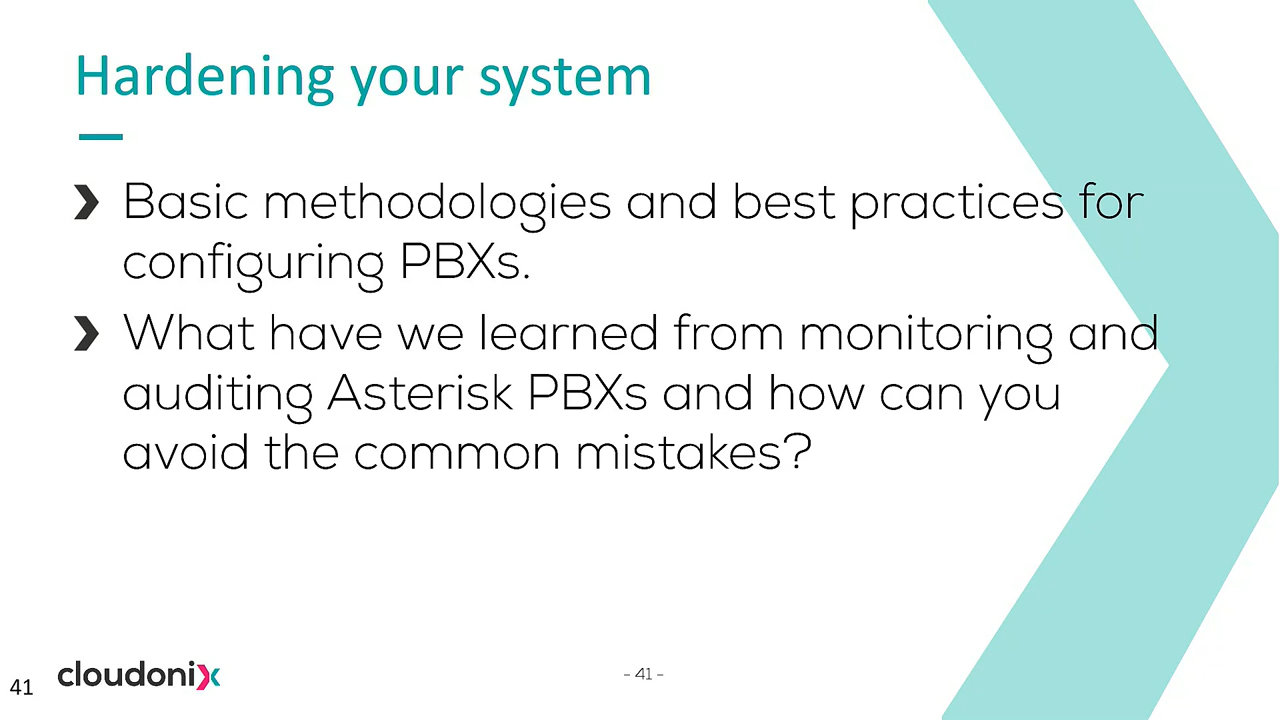 Hardening your system
Basic methodologies and best practices for
configuring PBXs.
What have we learned from monitoring and
auditing Asterisk PBXs and how can you
avoid the common mistakes?
41
cloudonix
- 41 -